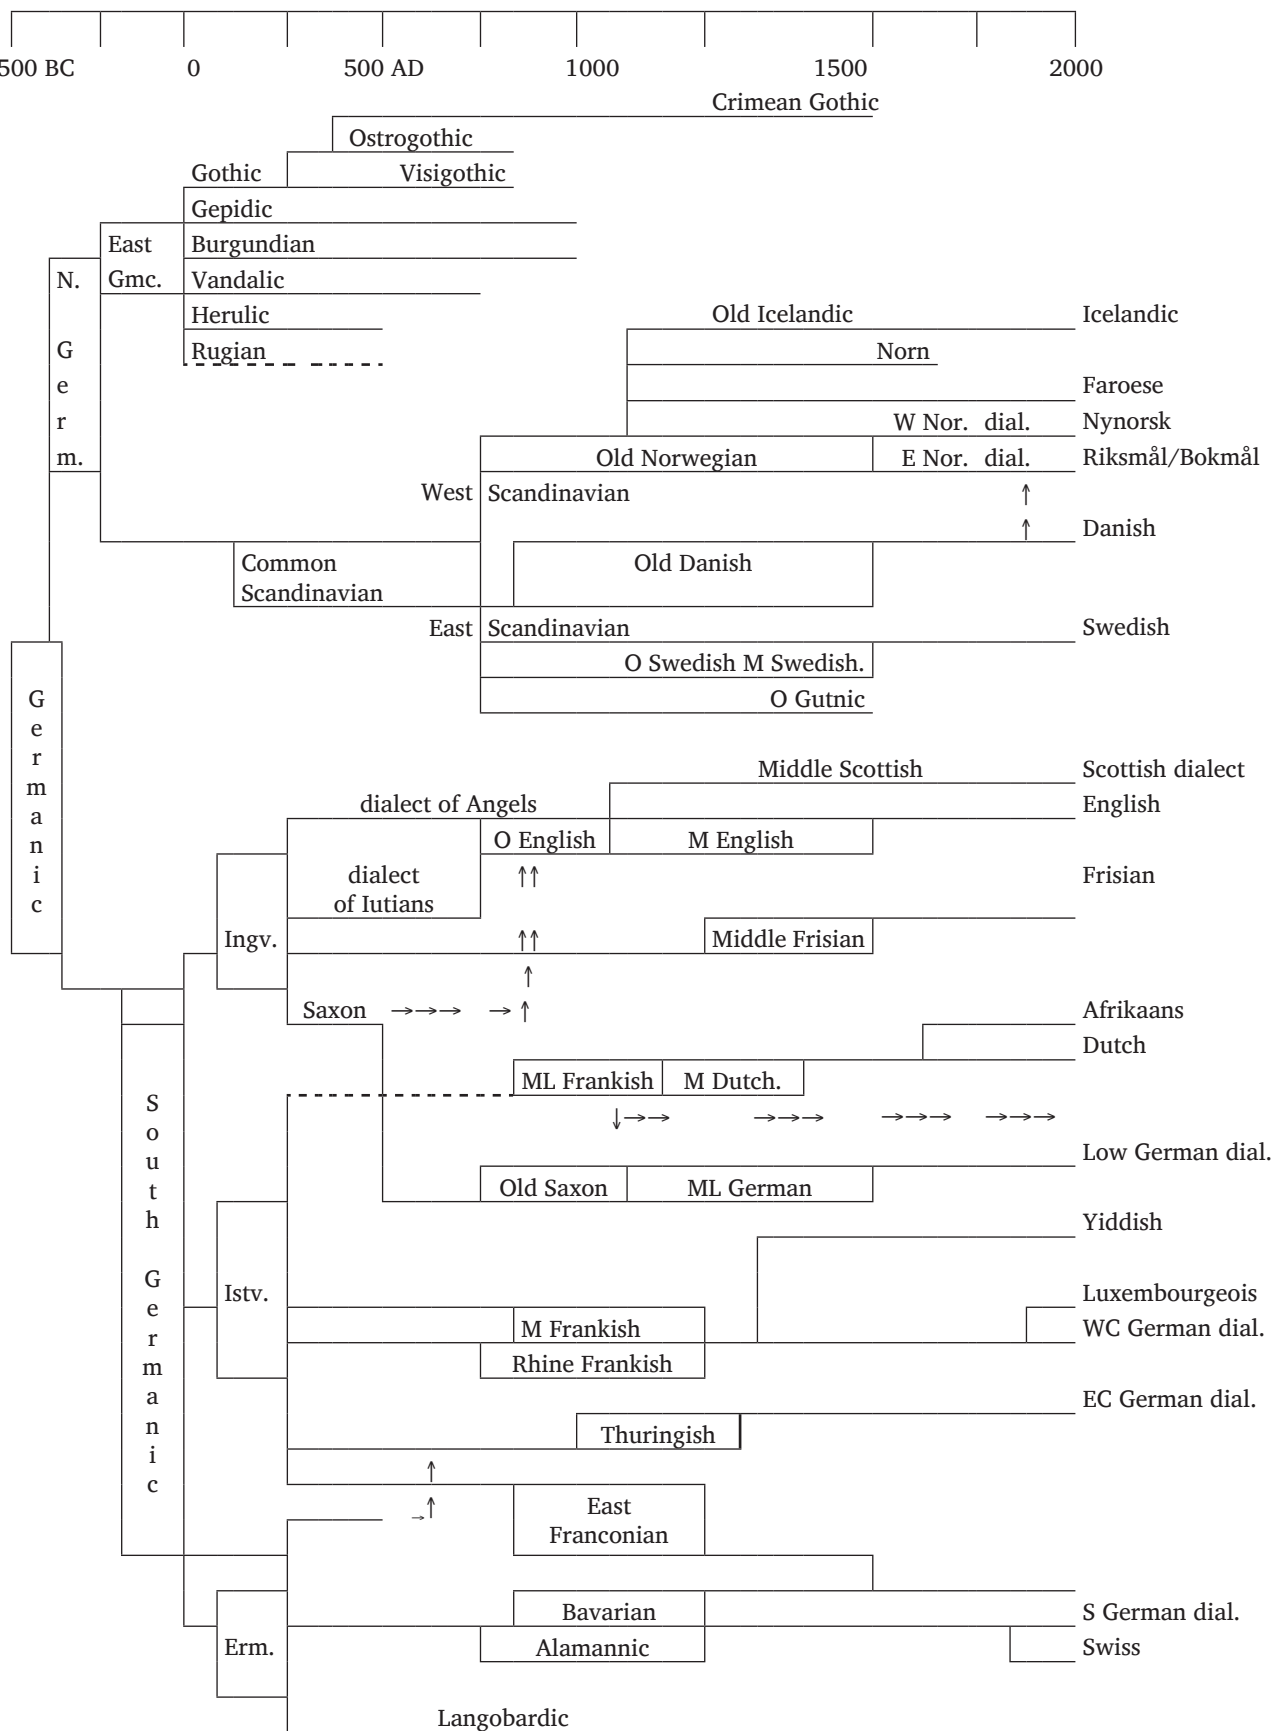 500 BC 0 500 AD 1000 1500 2000
Crimean Gothic
Ostrogothic
Gothic Visigothic
Gepidic
East Burgundian
N. Gmc. Vandalic
Herulic Old Icelandic Icelandic
G Rugian Norn
e Faroese
r W Nor. dial. Nynorsk
m. Old Norwegian E Nor. dial. Riksmål/Bokmål
West Scandinavian ↑
↑ Danish
Common Old Danish
Scandinavian
East Scandinavian Swedish
O Swedish M Swedish.
G O Gutnic
e
r
m Middle Scottish Scottish dialect
a dialect of Angels English
n O English M English
i dialect ↑↑ Frisian
c of Iutians
Ingv. ↑↑ Middle Frisian
↑
Saxon →→→ →↑ Afrikaans
Dutch
ML Frankish M Dutch.
S ↓→→ →→→ →→→ →→→
o
u Low German dial.
t Old Saxon ML German
h Yiddish
G
e Istv. Luxembourgeois
r M Frankish WC German dial.
m Rhine Frankish
a EC German dial.
n Thuringish
i ↑
c East
→↑ Franconian
Bavarian S German dial.
Erm. Alamannic Swiss
Langobardic